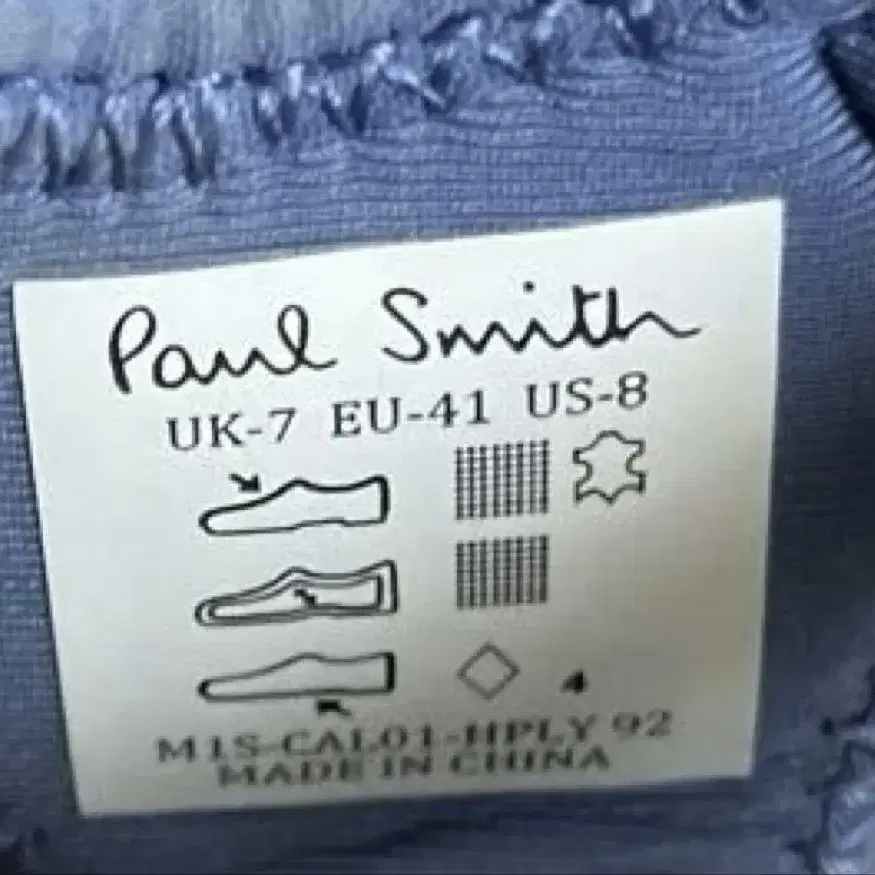 Paul Smith
UK-7 EU-41 US-8
4
M1S-CAL01-HPLY 92
MADE IN CHINA